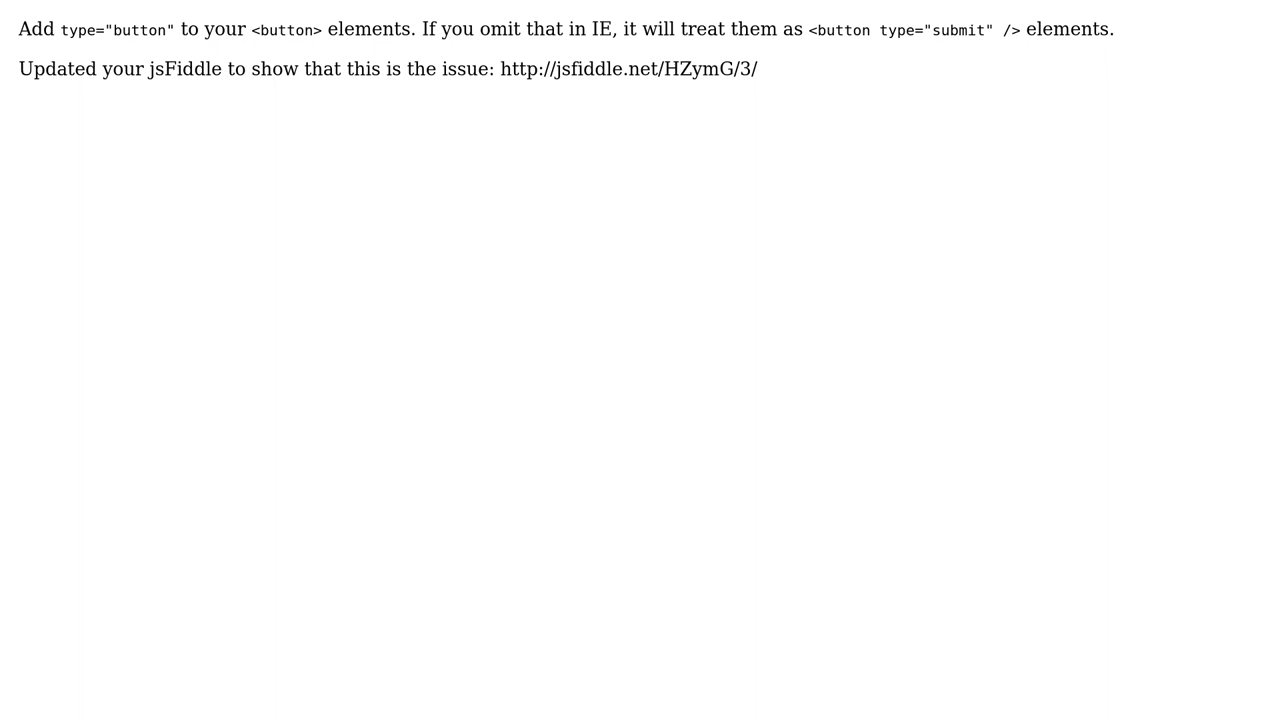 Add type="button" to your <button> elements. If you omit that in IE, it will treat them as <button type="submit" /> elements.
Updated your jsFiddle to show that this is the issue: http://jsfiddle.net/HZymG/3/